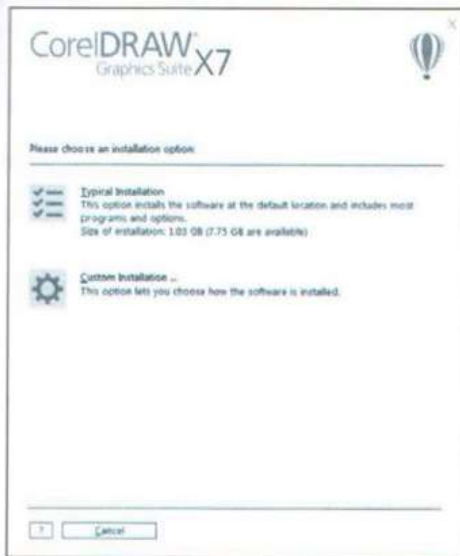 CorelDRAW
Graphics Suite X7
Please choose an installation option:
Typical Installation
This option installs the software at the default location and includes most
programs and options.
Size of installation: 1.03 GB (7.75 GB are available)
Custom Installation ...
This option lets you choose how the software is installed.
?
Cancel